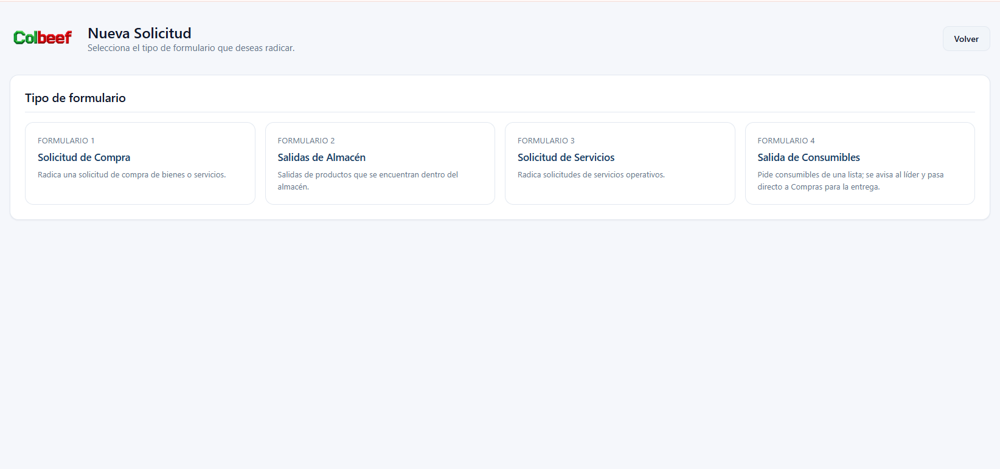 Colbeef
Nueva Solicitud
Selecciona el tipo de formulario que deseas radicar.
Volver
Tipo de formulario
FORMULARIO 1
Solicitud de Compra
Radica una solicitud de compra de bienes o servicios.
FORMULARIO 2
Salidas de Almacén
Salidas de productos que se encuentran dentro del
almacén.
FORMULARIO 3
Solicitud de Servicios
Radica solicitudes de servicios operativos.
FORMULARIO 4
Salida de Consumibles
Pide consumibles de una lista; se avisa al líder y pasa
directo a Compras para la entrega.